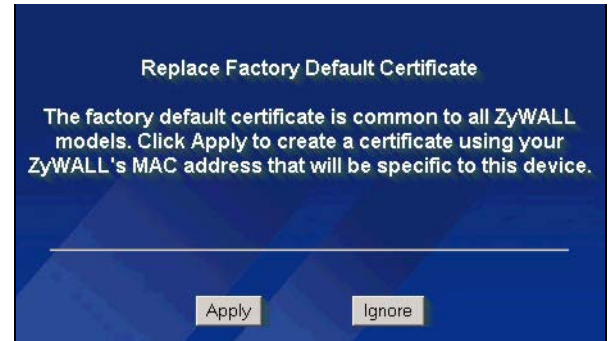 Replace Factory Default Certificate
The factory default certificate is common to all ZyWALL
models. Click Apply to create a certificate using your
ZyWALL's MAC address that will be specific to this device.
Apply
Ignore